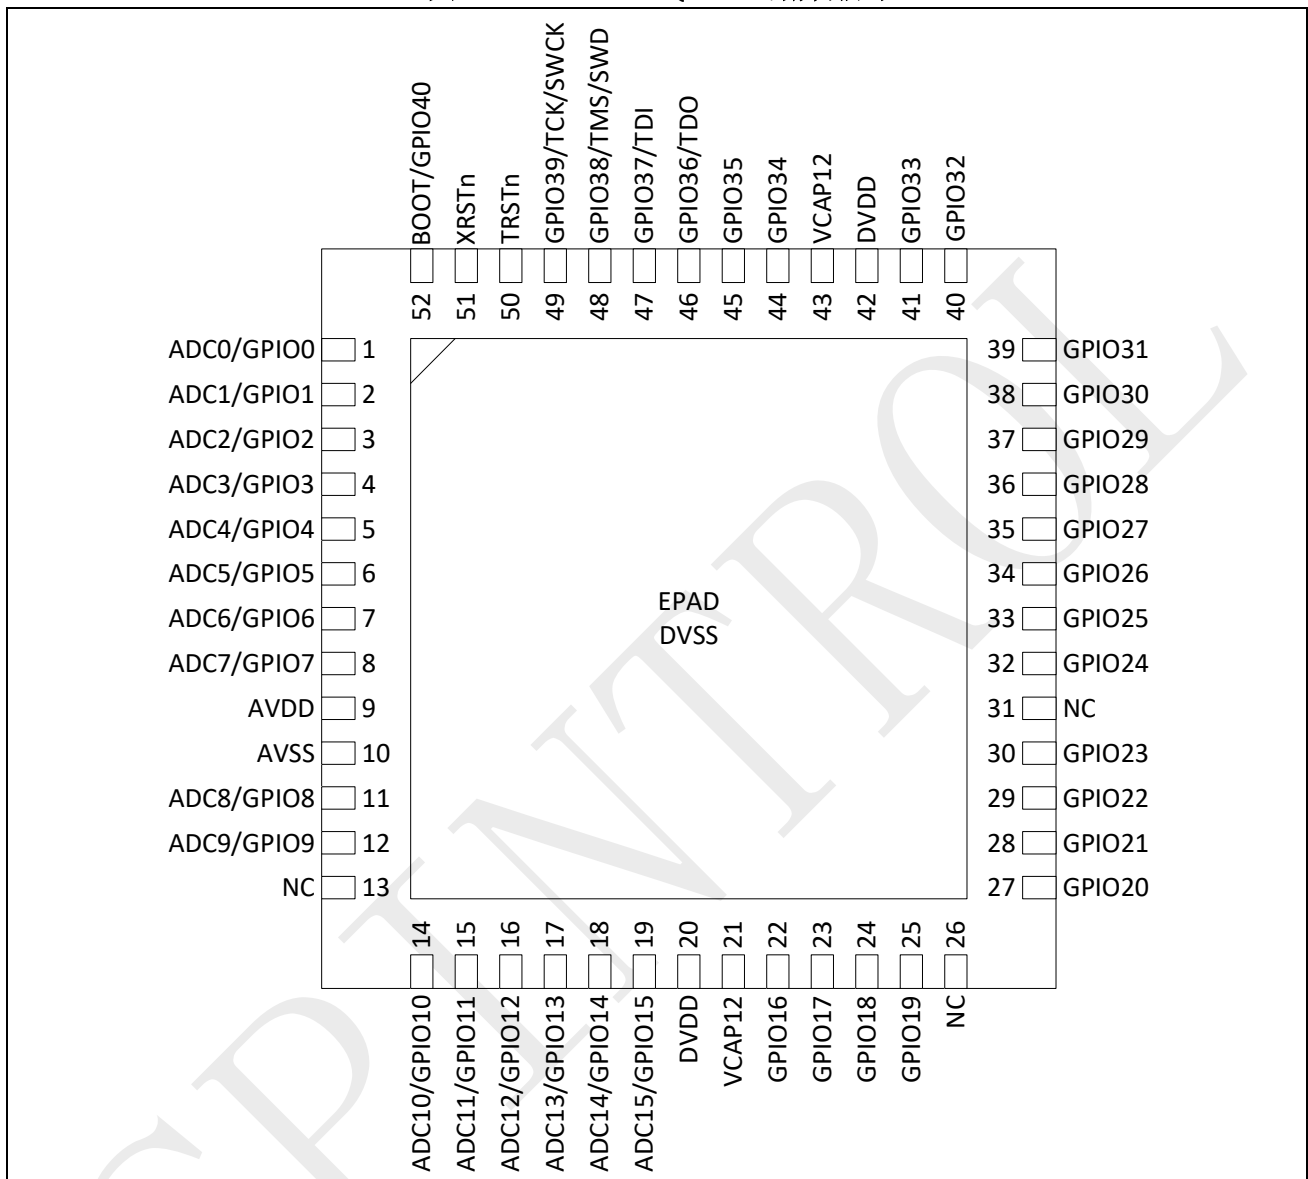 BOOT/GPIO40
XRSTn
TRSTn
GPIO39/TCK/SWCK
GPIO38/TMS/SWD
GPIO37/TDI
GPIO36/TDO
GPIO35
GPIO34
VCAP12
DVDD
GPIO33
GPIO32
52
51
50
49
48
47
46
45
44
43
42
41
40
ADC0/GPIO0 1
ADC1/GPIO1 2
ADC2/GPIO2 3
ADC3/GPIO3 4
ADC4/GPIO4 5
ADC5/GPIO5 6
ADC6/GPIO6 7
ADC7/GPIO7 8
AVDD 9
AVSS 10
ADC8/GPIO8 11
ADC9/GPIO9 12
NC 13
EPAD
DVSS
39 GPIO31
38 GPIO30
37 GPIO29
36 GPIO28
35 GPIO27
34 GPIO26
33 GPIO25
32 GPIO24
31 NC
30 GPIO23
29 GPIO22
28 GPIO21
27 GPIO20
14
15
16
17
18
19
20
21
22
23
24
25
26
ADC10/GPIO10
ADC11/GPIO11
ADC12/GPIO12
ADC13/GPIO13
ADC14/GPIO14
ADC15/GPIO15
DVDD
VCAP12
GPIO16
GPIO17
GPIO18
GPIO19
NC
PINTROL